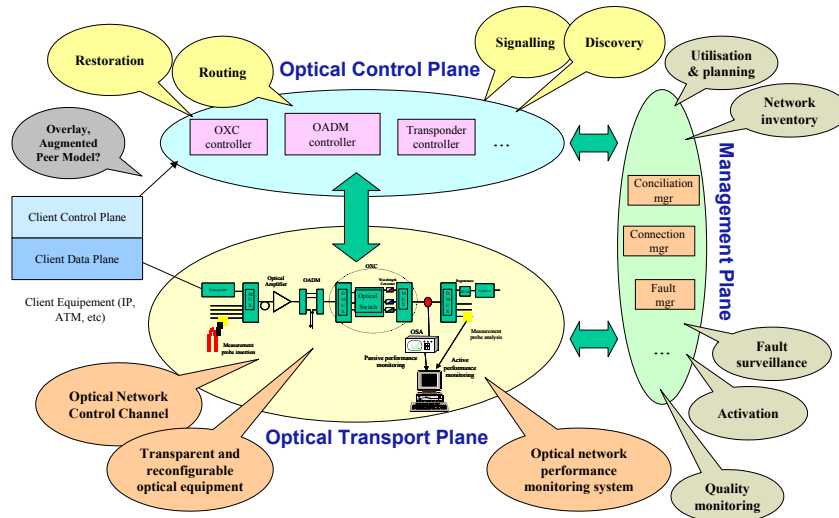 Restoration
Routing
Optical Control Plane
Signalling
Discovery
Utilisation
& planning
Network
inventory
OXC
controller
OADM
controller
Transponder
controller
…
Overlay,
Augmented
Peer Model?
Management Plane
Conciliation
mgr
Connection
mgr
Fault
mgr
…
Client Control Plane
Client Data Plane
Client Equipement (IP,
ATM, etc)
Optical
Amplifier
OADM
OXC
Optical
Switch
OSA
Measurement
probe insertion
Measurement
probe analysis
Passive performance
monitoring
Active
performance
monitoring
Optical Network
Control Channel
Transparent and
reconfigurable
optical equipment
Optical Transport Plane
Optical network
performance
monitoring system
Fault
surveillance
Activation
Quality
monitoring